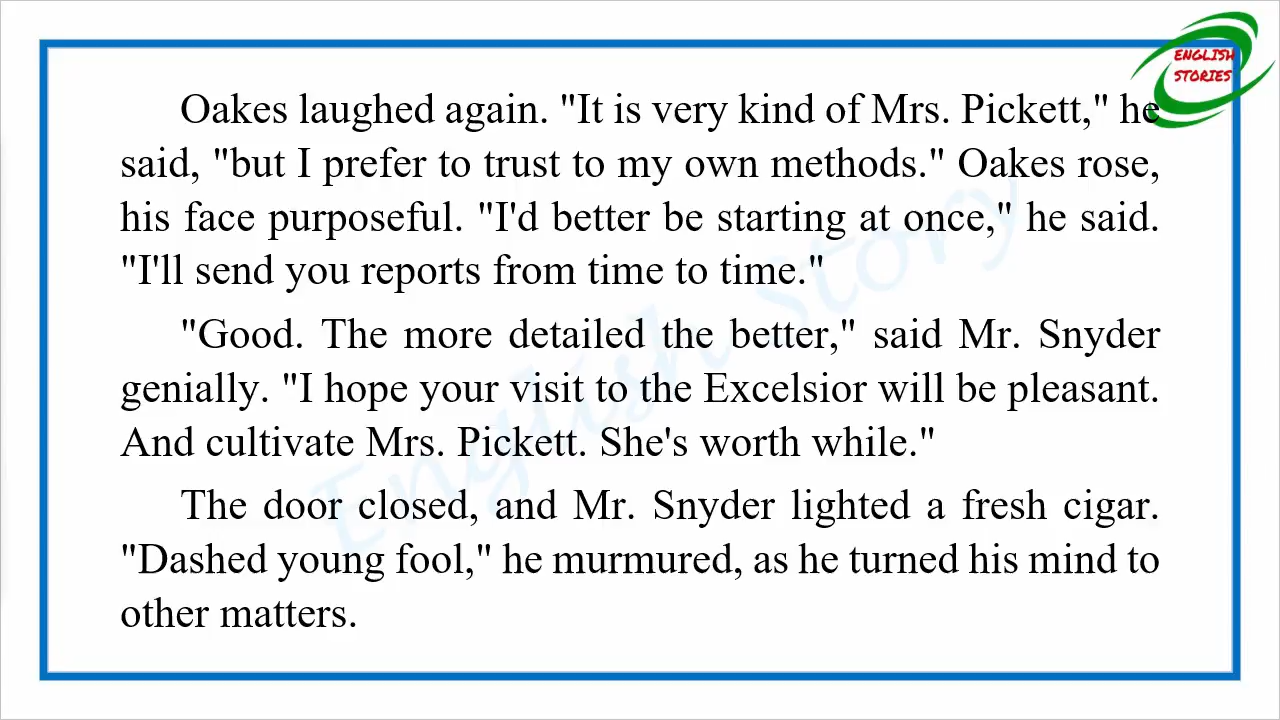 ENGLISH
STORIES
Oakes laughed again. "It is very kind of Mrs. Pickett," he
said, "but I prefer to trust to my own methods." Oakes rose,
his face purposeful. "I'd better be starting at once," he said.
"I'll send you reports from time to time."
"Good. The more detailed the better," said Mr. Snyder
genially. "I hope your visit to the Excelsior will be pleasant.
And cultivate Mrs. Pickett. She's worth while."
The door closed, and Mr. Snyder lighted a fresh cigar.
"Dashed young fool," he murmured, as he turned his mind to
other matters.
English Story